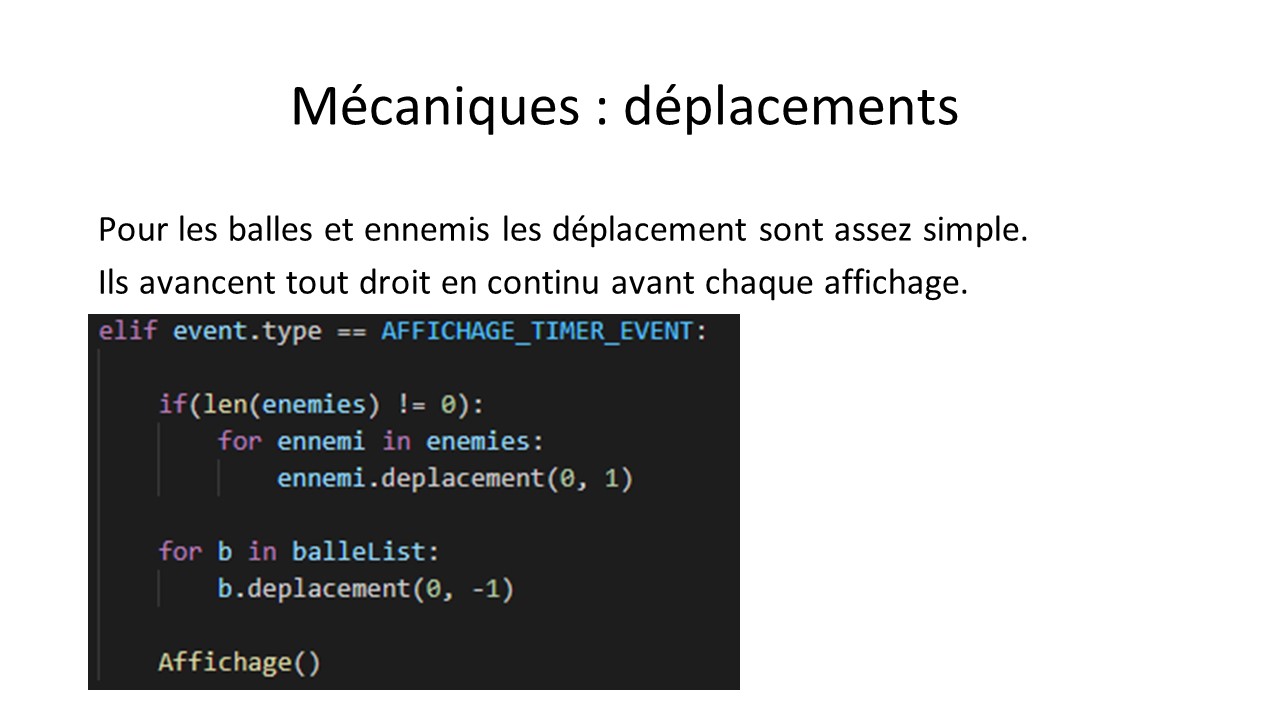 Mécaniques : déplacements
Pour les balles et ennemis les déplacement sont assez simple.
Ils avancent tout droit en continu avant chaque affichage.
elif event.type == AFFICHAGE_TIMER_EVENT:
if(len(enemies) != 0):
for ennemi in enemies:
ennemi.deplacement(0, 1)
for b in balleList:
b.deplacement(0, -1)
Affichage()